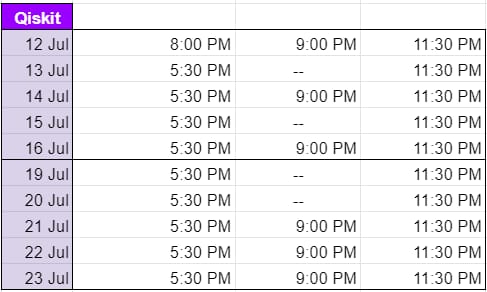 Qiskit
12 Jul 8:00 PM 9:00 PM 11:30 PM
13 Jul 5:30 PM -- 11:30 PM
14 Jul 5:30 PM 9:00 PM 11:30 PM
15 Jul 5:30 PM -- 11:30 PM
16 Jul 5:30 PM 9:00 PM 11:30 PM
19 Jul 5:30 PM -- 11:30 PM
20 Jul 5:30 PM -- 11:30 PM
21 Jul 5:30 PM 9:00 PM 11:30 PM
22 Jul 5:30 PM 9:00 PM 11:30 PM
23 Jul 5:30 PM 9:00 PM 11:30 PM